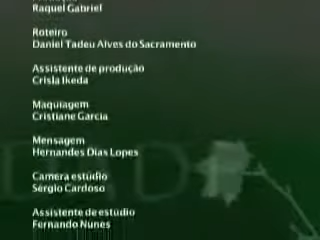 Raquel Gabriel
Roteiro
Daniel Tadeu Alves do Sacramento
Assistente de produção
Crisla Ikeda
Maquiagem
Cristiane Garcia
Mensagem
Hernandes Dias Lopes
Camera estúdio
Sérgio Cardoso
Assistente de estúdio
Fernando Nunes